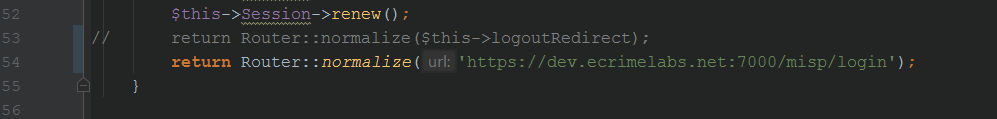 52 $this->Session->renew();
53 // return Router::normalize($this->logoutRedirect);
54 return Router::normalize( url: 'https://dev.ecrimelabs.net:7000/misp/login');
55 }
56